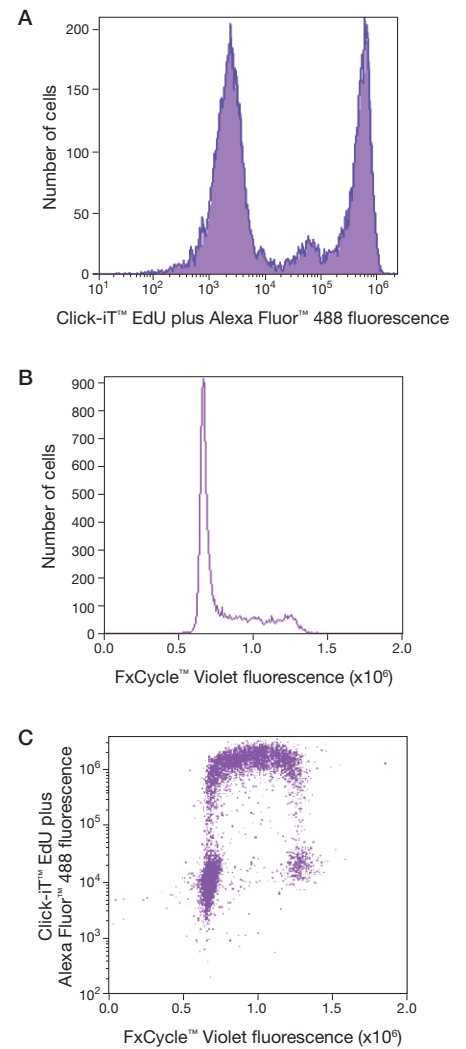 A
Number of cells
200
150
100
50
0
10¹ 10² 10³ 10⁴ 10⁵ 10⁶
Click-iT™ EdU plus Alexa Fluor™ 488 fluorescence
B
Number of cells
900
800
700
600
500
400
300
200
100
0
0.0 0.5 1.0 1.5 2.0
FxCycle™ Violet fluorescence (x10⁶)
C
Click-iT™ EdU plus
Alexa Fluor™ 488 fluorescence
10⁶
10⁵
10⁴
10³
10²
0.0 0.5 1.0 1.5 2.0
FxCycle™ Violet fluorescence (x10⁶)